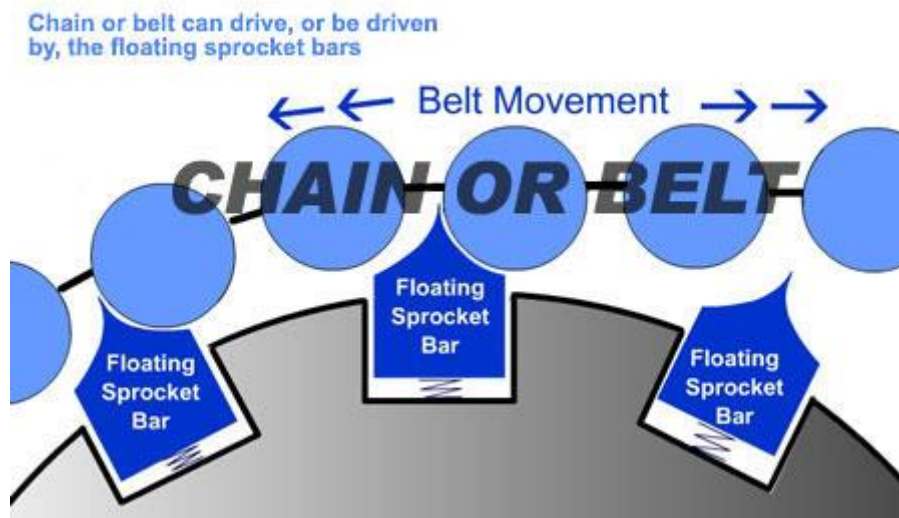 Chain or belt can drive, or be driven
by, the floating sprocket bars
Belt Movement
CHAIN OR BELT
Floating
Sprocket
Bar
Floating
Sprocket
Bar
Floating
Sprocket
Bar